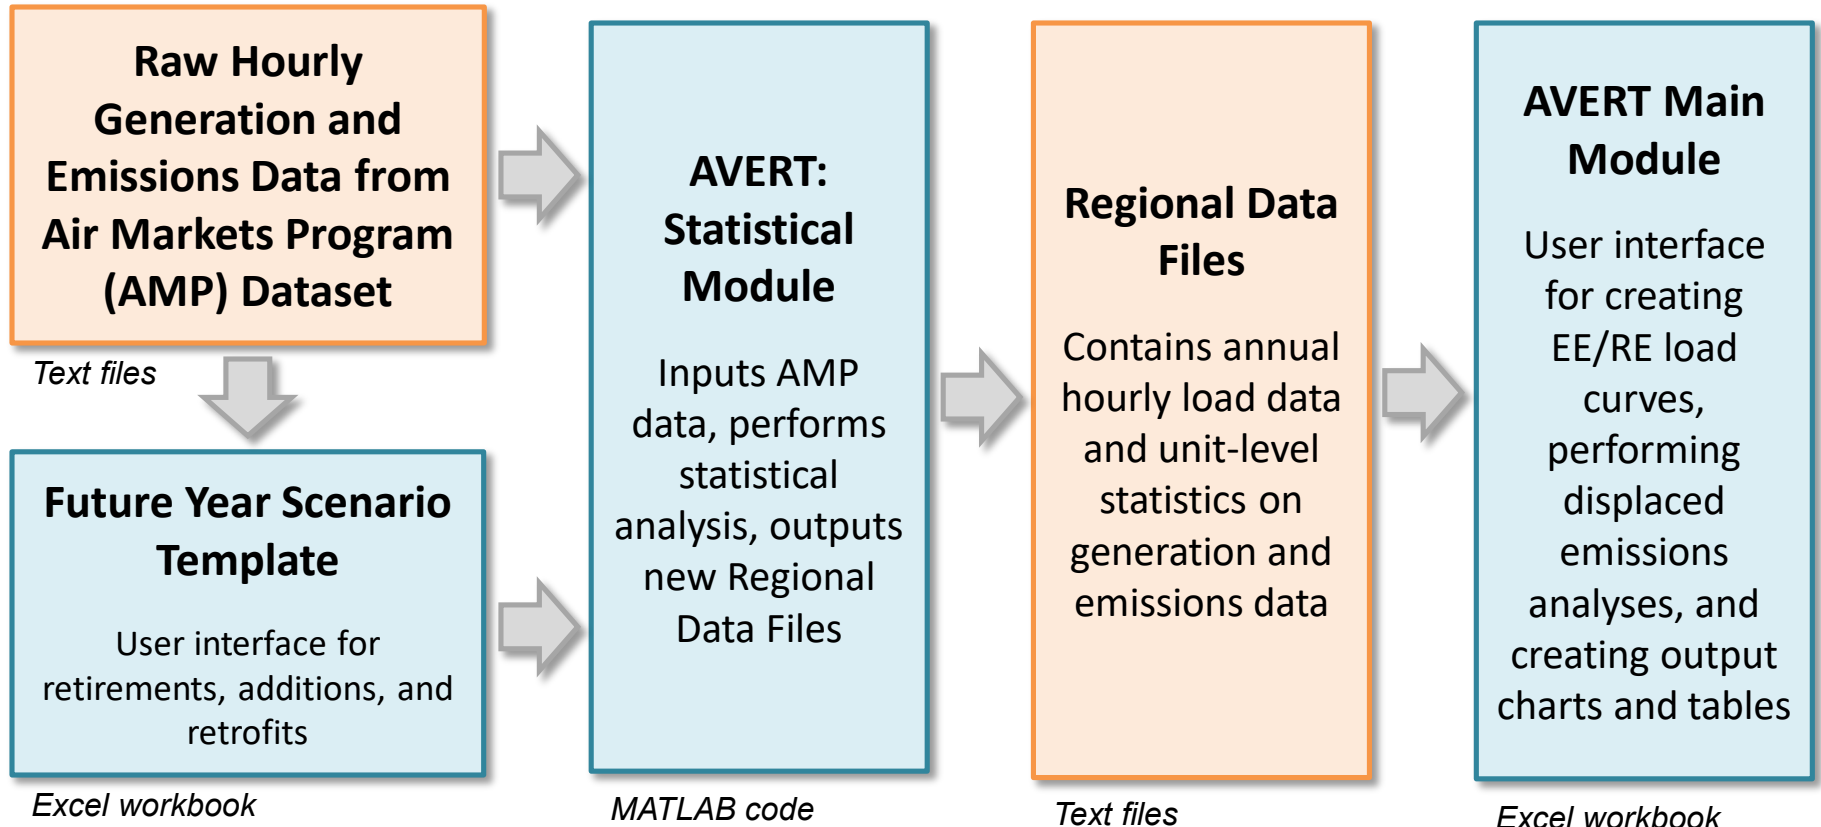 Raw Hourly
Generation and
Emissions Data from
Air Markets Program
(AMP) Dataset
Text files
Future Year Scenario
Template
User interface for
retirements, additions, and
retrofits
Excel workbook
AVERT:
Statistical
Module
Inputs AMP
data, performs
statistical
analysis, outputs
new Regional
Data Files
MATLAB code
Regional Data
Files
Contains annual
hourly load data
and unit-level
statistics on
generation and
emissions data
Text files
AVERT Main
Module
User interface
for creating
EE/RE load
curves,
performing
displaced
emissions
analyses, and
creating output
charts and tables
Excel workbook